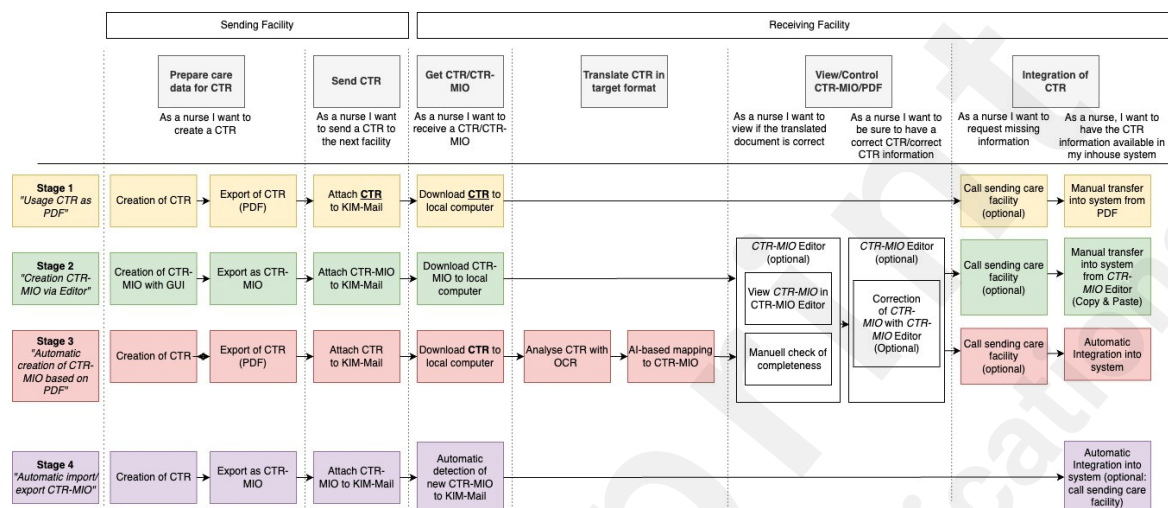 Sending Facility
Receiving Facility
Prepare care
data for CTR
Send CTR
Get CTR/CTR-
MIO
Translate CTR in
target format
View/Control
CTR-MIO/PDF
Integration of
CTR
As a nurse I want to
create a CTR
As a nurse I want
to send a CTR to
the next facility
As a nurse I want to
receive a CTR/CTR-
MIO
As a nurse I want to
view if the translated
document is correct
As a nurse I want to
be sure to have a
correct CTR/correct
CTR information
As a nurse I want to
request missing
information
As a nurse, I want to
have the CTR
information available in
my inhouse system
Stage 1
"Usage CTR as
PDF"
Creation of CTR
Export of CTR
(PDF)
Attach CTR
to KIM-Mail
Download CTR to
local computer
Call sending care
facility
(optional)
Manual transfer
into system from
PDF
Stage 2
"Creation CTR-
MIO via Editor"
Creation of CTR-
MIO with GUI
Export as CTR-
MIO
Attach CTR-MIO
to KIM-Mail
Download CTR-
MIO to local
computer
CTR-MIO Editor
(optional)
View CTR-MIO in
CTR-MIO Editor
Manuell check of
completeness
CTR-MIO Editor
(optional)
Correction
of CTR-
MIO with CTR-
MIO Editor
(Optional)
Call sending care
facility
(optional)
Manual transfer
into system
from CTR-
MIO Editor
(Copy & Paste)
Stage 3
"Automatic
creation of CTR-
MIO based on
PDF"
Creation of CTR
Export of CTR
(PDF)
Attach CTR
to KIM-Mail
Download CTR to
local computer
Analyse CTR with
OCR
AI-based mapping
to CTR-MIO
Call sending care
facility
(optional)
Automatic
Integration into
system
Stage 4
"Automatic import/
export CTR-MIO"
Creation of CTR
Export as CTR-
MIO
Attach CTR-
MIO to KIM-Mail
Automatic
detection of
new CTR-MIO to
KIM-Mail
Automatic
Integration into
system (optional:
call sending care
facility)